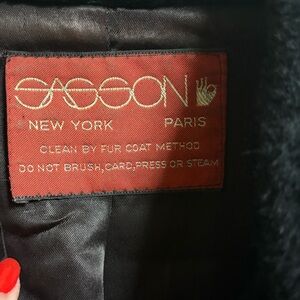 SASSON
NEW YORK PARIS
CLEAN BY FUR COAT METHOD
DO NOT BRUSH, CARD, PRESS OR STEAM